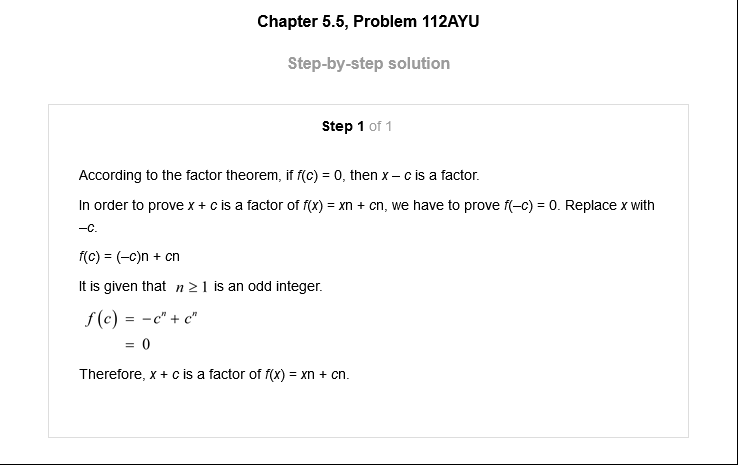 Chapter 5.5, Problem 112AYU
Step-by-step solution
Step 1 of 1
According to the factor theorem, if f(c) = 0, then x – c is a factor.
In order to prove x + c is a factor of f(x) = xn + cn, we have to prove f(–c) = 0. Replace x with
–c.
f(c) = (–c)n + cn
It is given that n ≥ 1 is an odd integer.
f(c) = −cⁿ + cⁿ
= 0
Therefore, x + c is a factor of f(x) = xn + cn.